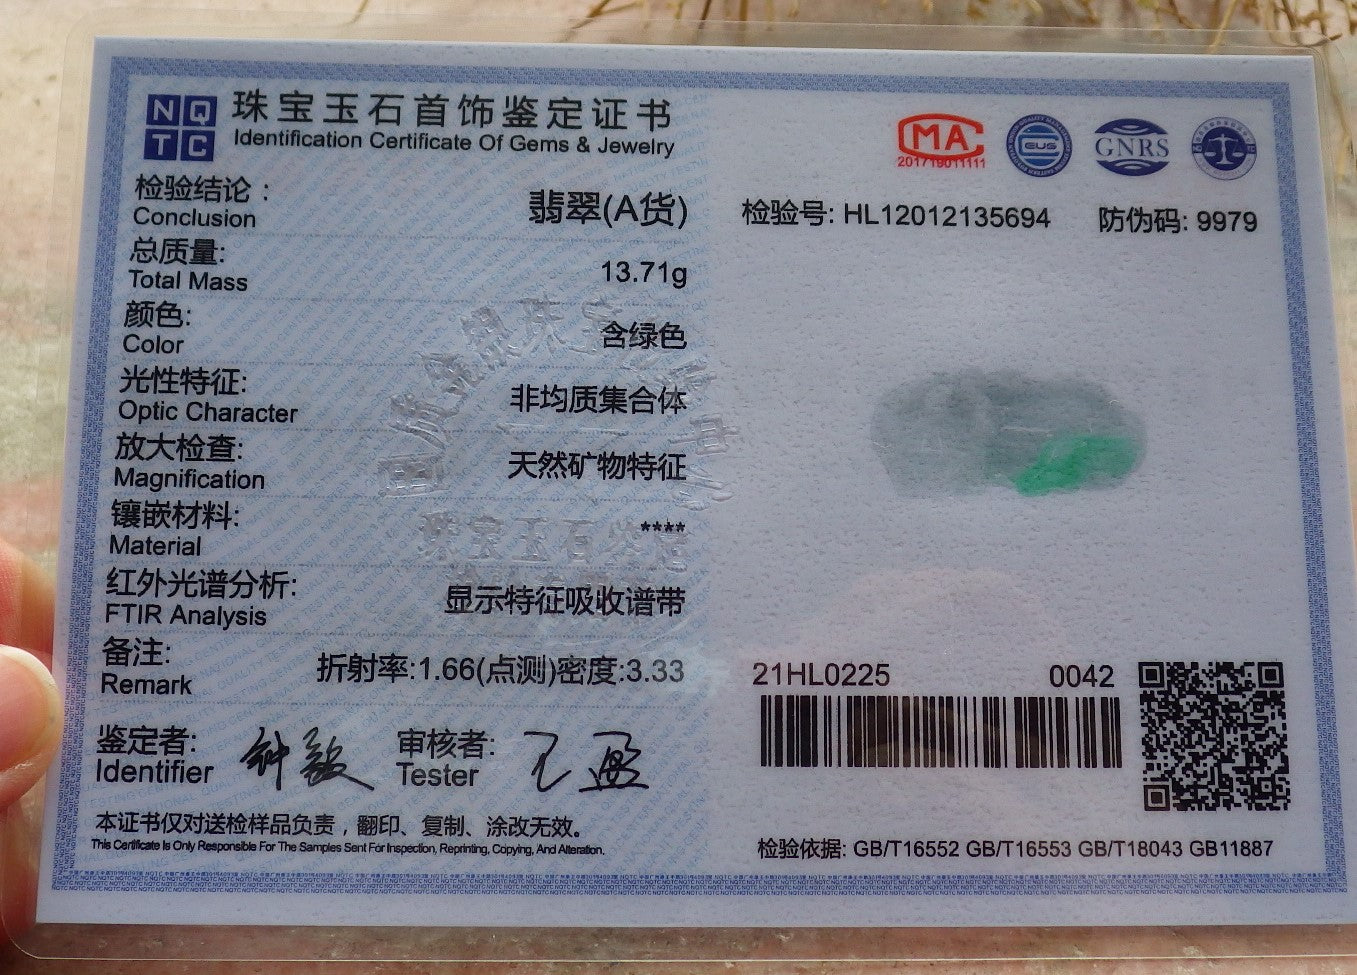 NQTC
珠宝玉石首饰鉴定证书
Identification Certificate Of Gems & Jewelry
MA
201719011111
EUS
GNRS
检验结论：
Conclusion
翡翠(A货)
检验号: HL12012135694
防伪码: 9979
总质量:
Total Mass
13.71g
颜色:
Color
含绿色
光性特征:
Optic Character
非均质集合体
放大检查:
Magnification
天然矿物特征
镶嵌材料:
Material
****
红外光谱分析:
FTIR Analysis
显示特征吸收谱带
备注:
Remark
折射率:1.66(点测)密度:3.33
21HL0225
0042
鉴定者:
Identifier
审核者:
Tester
本证书仅对送检样品负责，翻印、复制、涂改无效。
This Certificate Is Only Responsible For The Samples Sent For Inspection, Reprinting, Copying, And Alteration.
检验依据: GB/T16552 GB/T16553 GB/T18043 GB11887